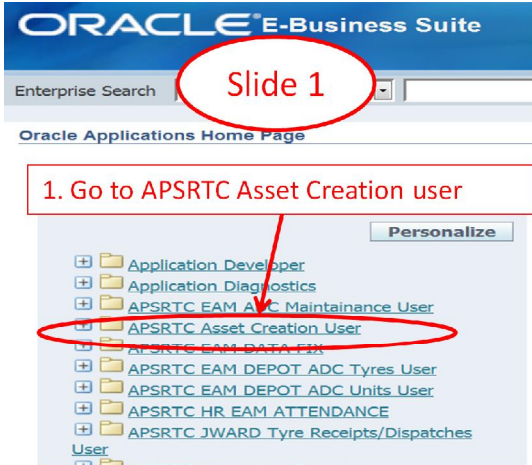 ORACLE E-Business Suite
Enterprise Search
Slide 1
Oracle Applications Home Page
1. Go to APSRTC Asset Creation user
Personalize
Application Developer
Application Diagnostics
APSRTC EAM ADC Maintainance User
APSRTC Asset Creation User
APSRTC EAM DATA FIX
APSRTC EAM DEPOT ADC Tyres User
APSRTC EAM DEPOT ADC Units User
APSRTC HR EAM ATTENDANCE
APSRTC JWARD Tyre Receipts/Dispatches
User